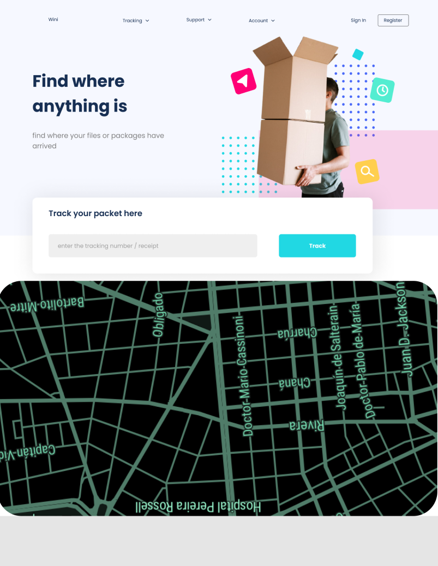 Wini
Tracking
Support
Account
Sign In
Register
Find where
anything is
find where your files or packages have
arrived
Track your packet here
enter the tracking number / receipt
Track
Bartolito-Mitre-
Obligado
Doctor-Mario-Cassinoni-
Charrúa
Joaquín-de-Salterain-
Doctor-Pablo-de-María
Juan-D.-Jackson
Chaná
Rivera
Capitán-Vid
Hospital Pereira Rossell